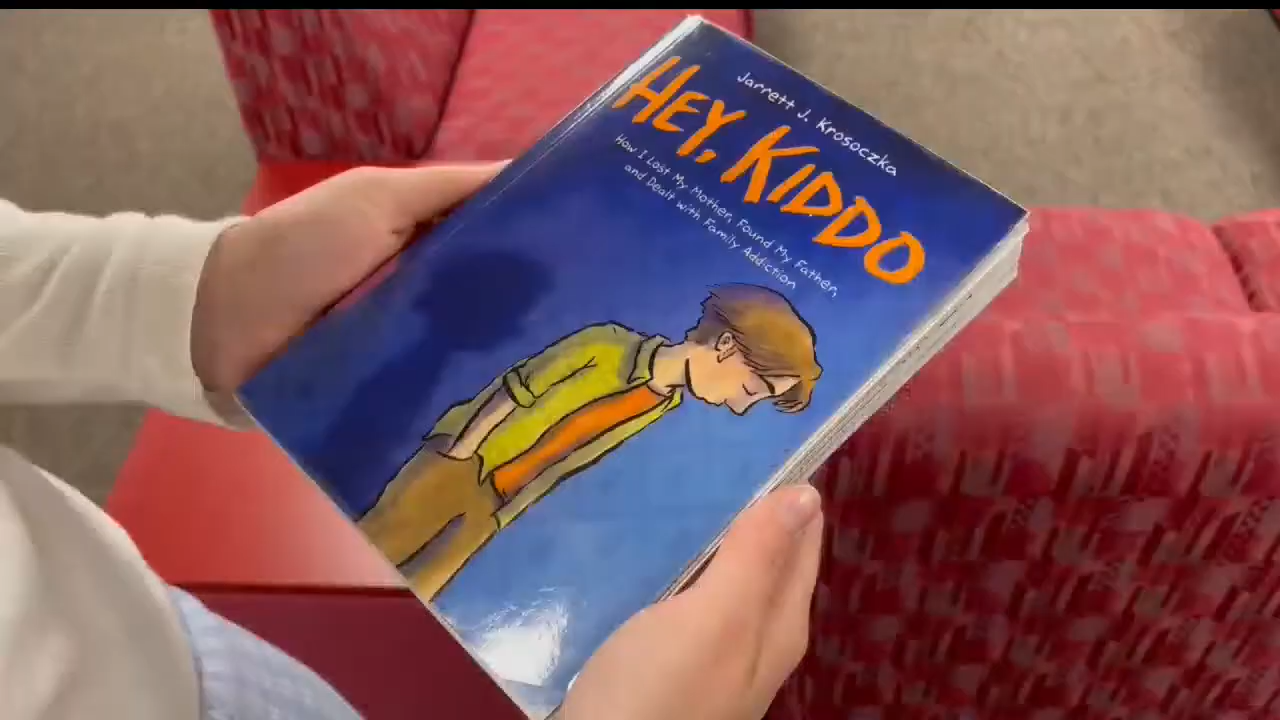 Jarrett J. Krosoczka
HEY, KIDDO
How I Lost My Mother, Found My Father,
and Dealt with Family Addiction